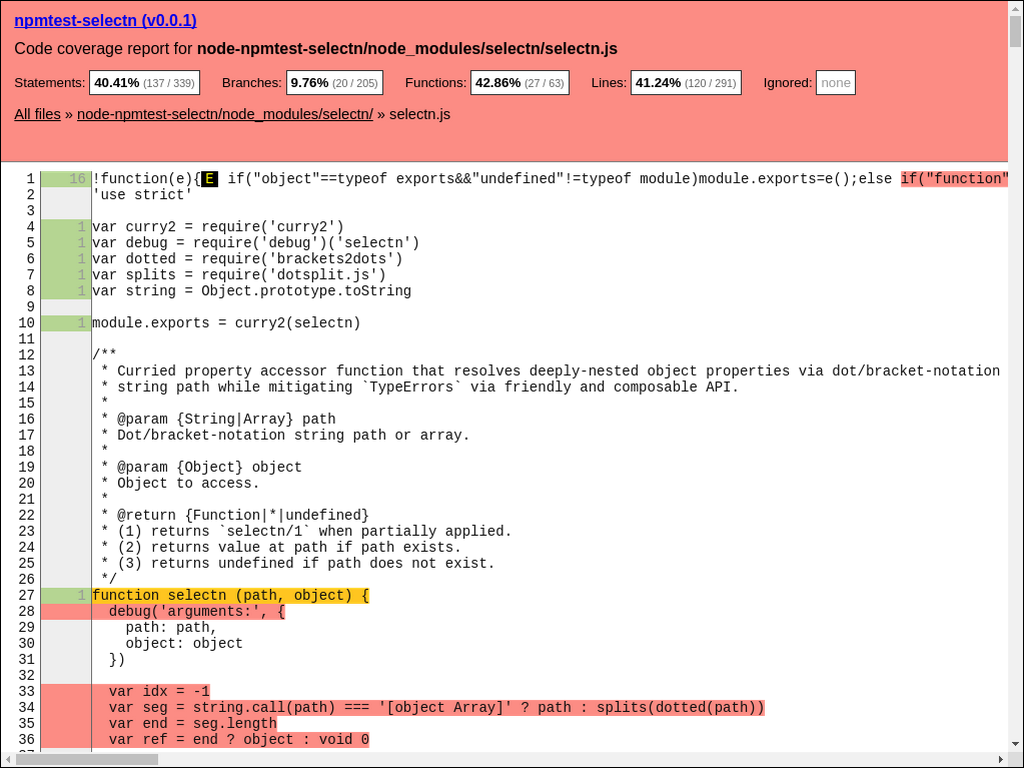 npmtest-selectn (v0.0.1)
Code coverage report for node-npmtest-selectn/node_modules/selectn/selectn.js
Statements: 40.41% (137 / 339) Branches: 9.76% (20 / 205) Functions: 42.86% (27 / 63) Lines: 41.24% (120 / 291) Ignored: none
All files » node-npmtest-selectn/node_modules/selectn/ » selectn.js
1 16 !function(e){E if("object"==typeof exports&&"undefined"!=typeof module)module.exports=e();else if("function"
2 'use strict'
3
4 1 var curry2 = require('curry2')
5 1 var debug = require('debug')('selectn')
6 1 var dotted = require('brackets2dots')
7 1 var splits = require('dotsplit.js')
8 1 var string = Object.prototype.toString
9
10 1 module.exports = curry2(selectn)
11
12 /**
13 * Curried property accessor function that resolves deeply-nested object properties via dot/bracket-notation
14 * string path while mitigating `TypeErrors` via friendly and composable API.
15 *
16 * @param {String|Array} path
17 * Dot/bracket-notation string path or array.
18 *
19 * @param {Object} object
20 * Object to access.
21 *
22 * @return {Function|*|undefined}
23 * (1) returns `selectn/1` when partially applied.
24 * (2) returns value at path if path exists.
25 * (3) returns undefined if path does not exist.
26 */
27 1 function selectn (path, object) {
28 debug('arguments:', {
29 path: path,
30 object: object
31 })
32
33 var idx = -1
34 var seg = string.call(path) === '[object Array]' ? path : splits(dotted(path))
35 var end = seg.length
36 var ref = end ? object : void 0